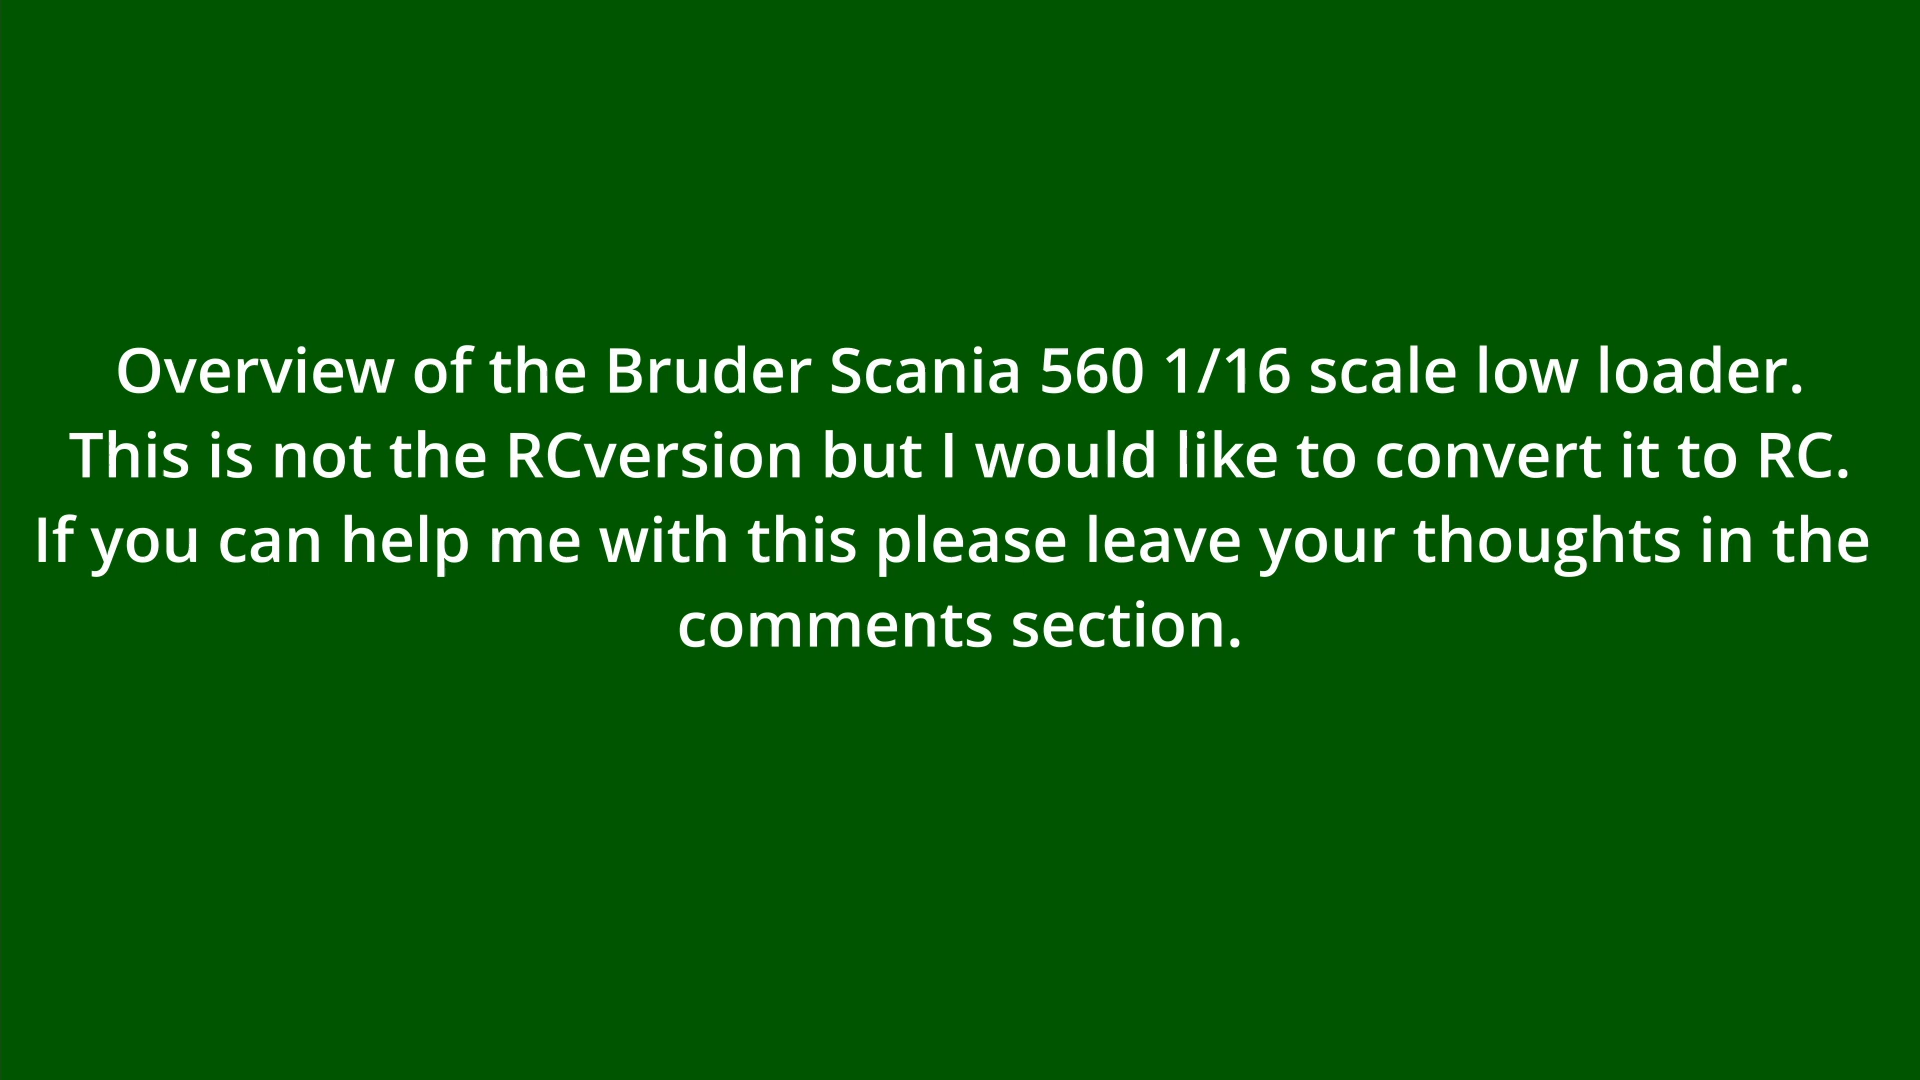 Overview of the Bruder Scania 560 1/16 scale low loader.
This is not the RCversion but I would like to convert it to RC.
If you can help me with this please leave your thoughts in the
comments section.